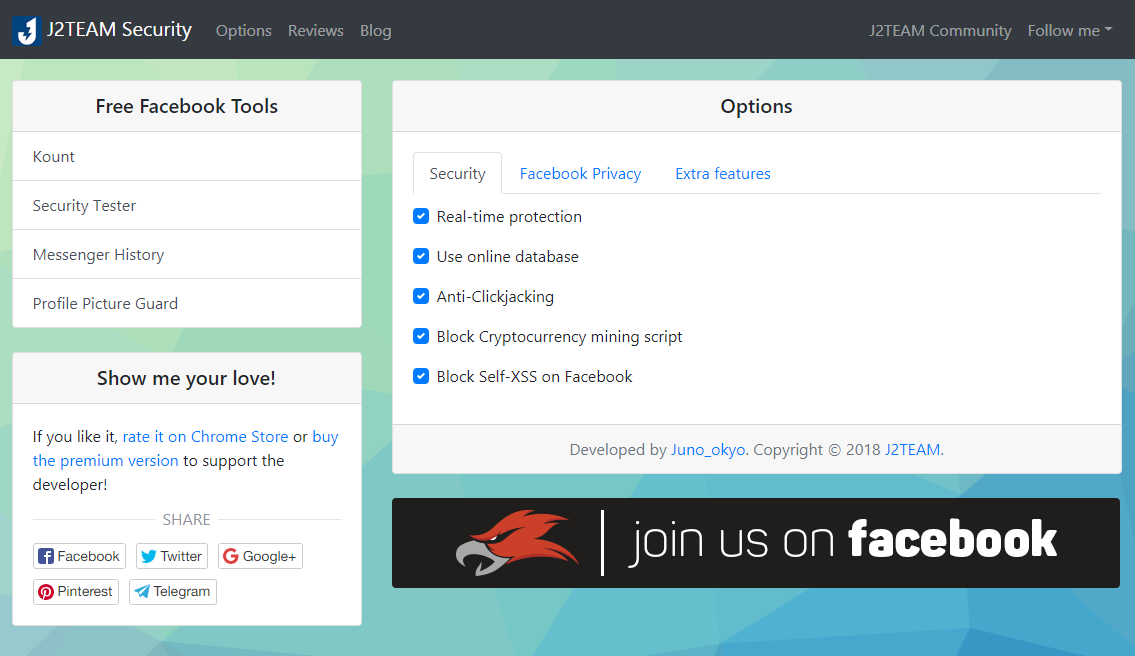 J2TEAM Security Options Reviews Blog J2TEAM Community Follow me
Free Facebook Tools
Kount
Security Tester
Messenger History
Profile Picture Guard
Show me your love!
If you like it, rate it on Chrome Store or buy
the premium version to support the
developer!
SHARE
Facebook Twitter Google+
Pinterest Telegram
Options
Security Facebook Privacy Extra features
Real-time protection
Use online database
Anti-Clickjacking
Block Cryptocurrency mining script
Block Self-XSS on Facebook
Developed by Juno_okyo. Copyright © 2018 J2TEAM.
join us on facebook